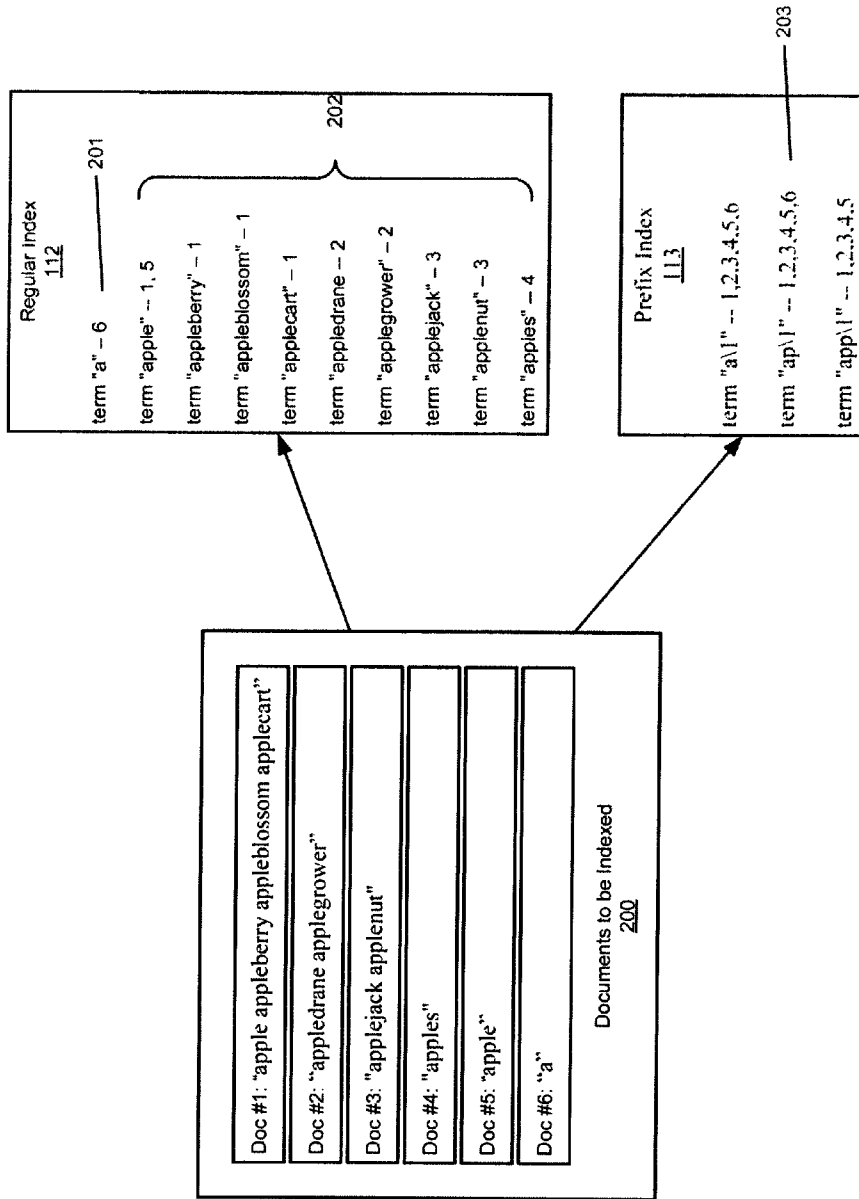 Doc #1: “apple appleberry appleblossom applecart”
Doc #2: “appledrane applegrower”
Doc #3: "applejack applenut"
Doc #4: "apples"
Doc #5: “apple”
Doc #6: “a”
Documents to be Indexed
200
Regular Index
112
term "a" – 6
201
term "apple" – 1, 5
term "appleberry" – 1
term "appleblossom" – 1
term "applecart" – 1
term "appledrane – 2
term "applegrower" – 2
term "applejack" – 3
term "applenut" – 3
term "apples" – 4
202
Prefix Index
113
term "a\1" -- 1,2,3,4,5,6
term "ap\1" -- 1,2,3,4,5,6
203
term "app\1" -- 1,2,3,4,5